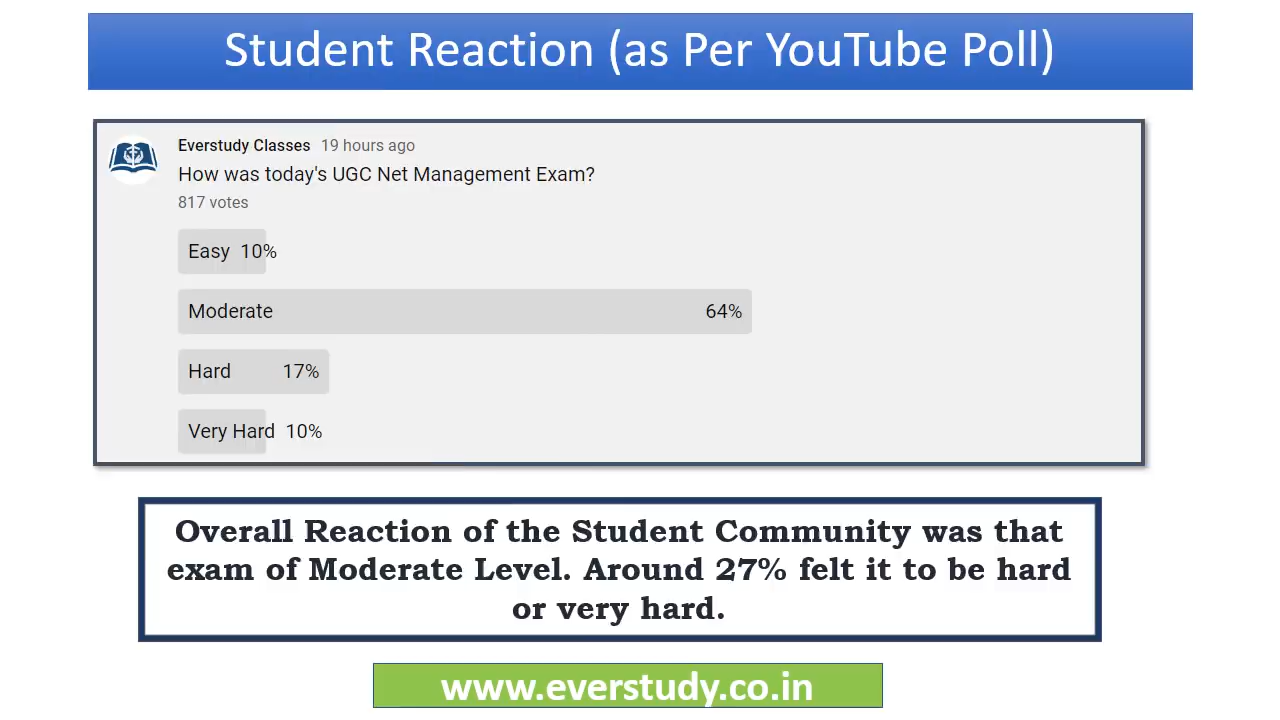 Student Reaction (as Per YouTube Poll)
Everstudy Classes 19 hours ago
How was today's UGC Net Management Exam?
817 votes
Easy 10%
Moderate 64%
Hard 17%
Very Hard 10%
Overall Reaction of the Student Community was that
exam of Moderate Level. Around 27% felt it to be hard
or very hard.
www.everstudy.co.in